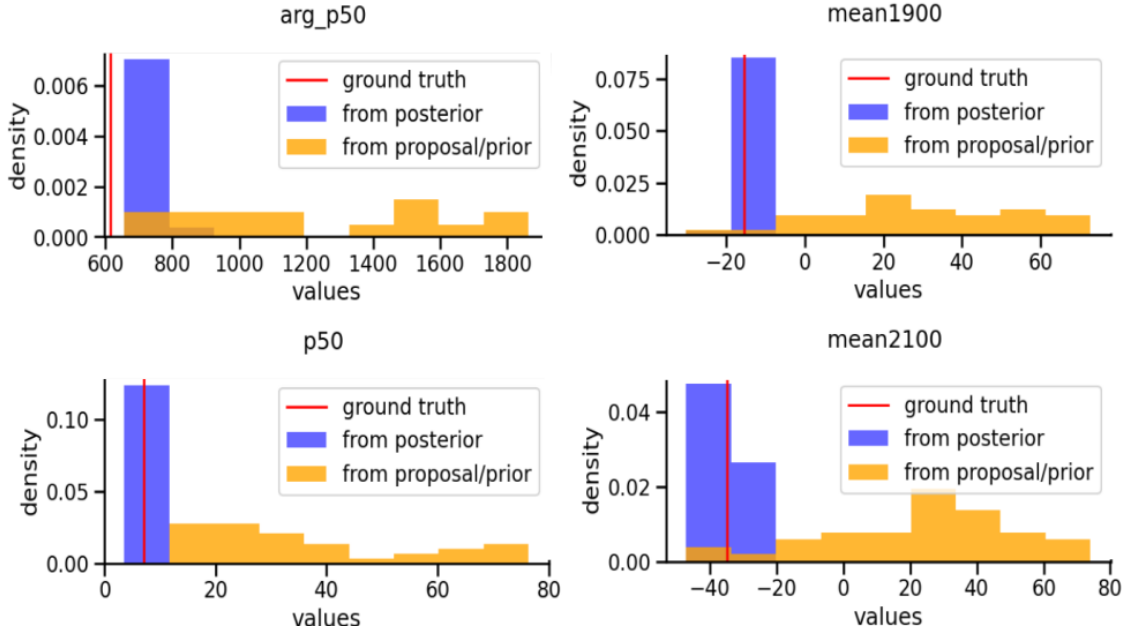 arg_p50
0.006
0.004
0.002
0.000
density
600 800 1000 1200 1400 1600 1800
values
ground truth
from posterior
from proposal/prior
mean1900
0.075
0.050
0.025
0.000
density
−20 0 20 40 60
values
ground truth
from posterior
from proposal/prior
p50
0.10
0.05
0.00
density
0 20 40 60 80
values
ground truth
from posterior
from proposal/prior
mean2100
0.04
0.02
0.00
density
−40 −20 0 20 40 60 80
values
ground truth
from posterior
from proposal/prior